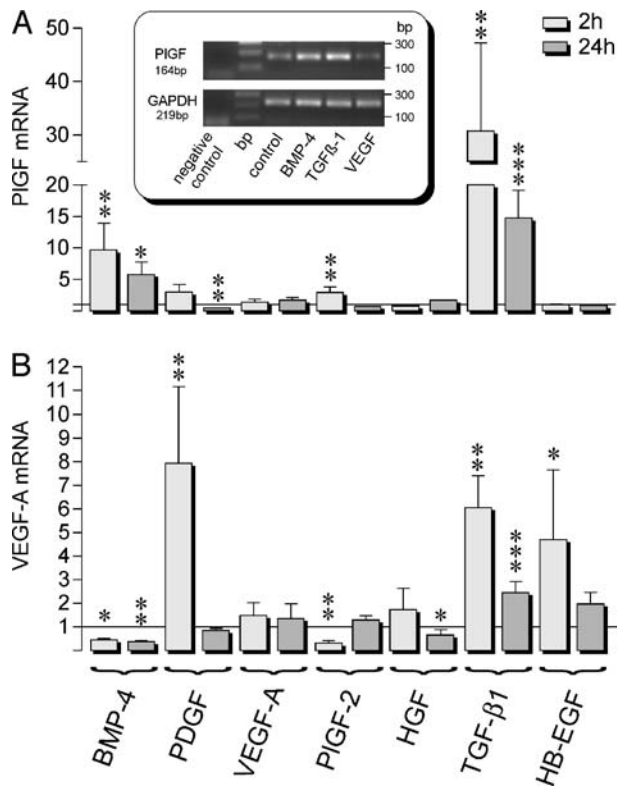 A
2h
24h
PlGF mRNA
50
40
30
20
15
10
5
1
bp
PlGF
164bp
300
100
GAPDH
219bp
300
100
negative control
bp
control
BMP-4
TGFß-1
VEGF
**
*
**
**
**
***
B
VEGF-A mRNA
12
11
10
9
8
7
6
5
4
3
2
1
*
**
**
**
*
**
***
*
BMP-4
PDGF
VEGF-A
PlGF-2
HGF
TGF-β1
HB-EGF